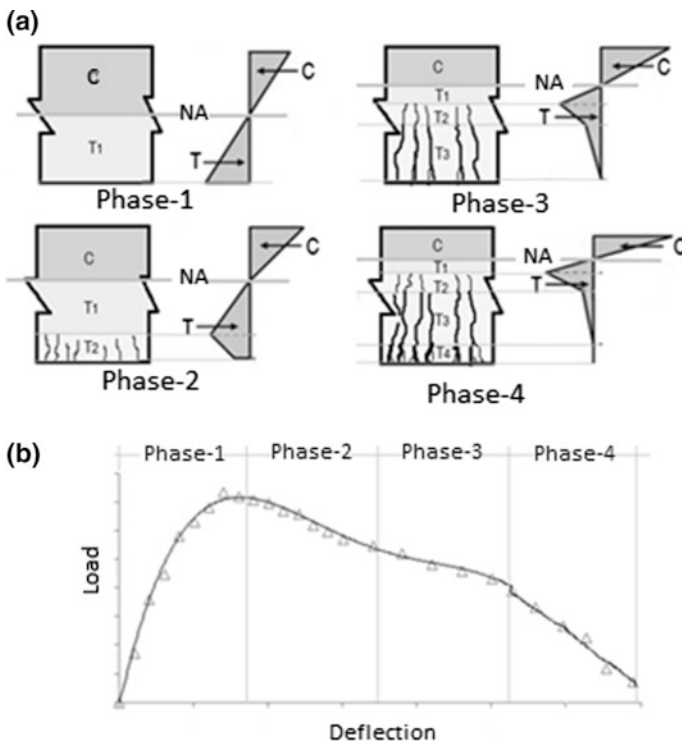 (a)
C
T1
NA
C
T
Phase-1
C
T1
T2
T3
NA
C
T
Phase-3
C
T1
T2
NA
C
T
Phase-2
C
T1
T2
T3
T4
NA
C
T
Phase-4
(b)
Phase-1 Phase-2 Phase-3 Phase-4
Load
Deflection